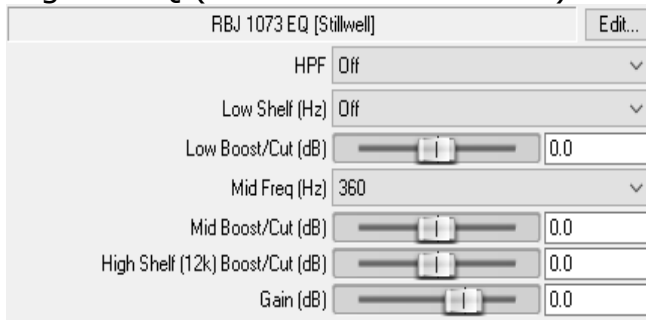 RBJ 1073 EQ [Stillwell] Edit...
HPF Off
Low Shelf (Hz) Off
Low Boost/Cut (dB) 0.0
Mid Freq (Hz) 360
Mid Boost/Cut (dB) 0.0
High Shelf (12k) Boost/Cut (dB) 0.0
Gain (dB) 0.0